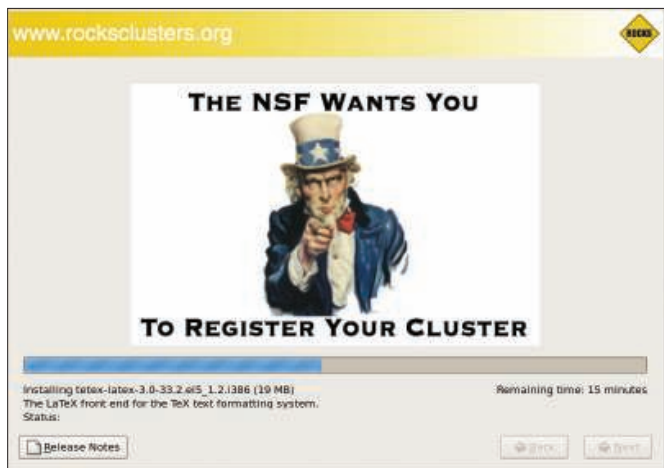 www.rocksclusters.org
ROCKS
THE NSF WANTS YOU
TO REGISTER YOUR CLUSTER
Installing tetex-latex-3.0-33.2.el5_1.2.i386 (19 MB)
Remaining time: 15 minutes
The LaTeX front end for the TeX text formatting system.
Status:
Release Notes
Back
Next